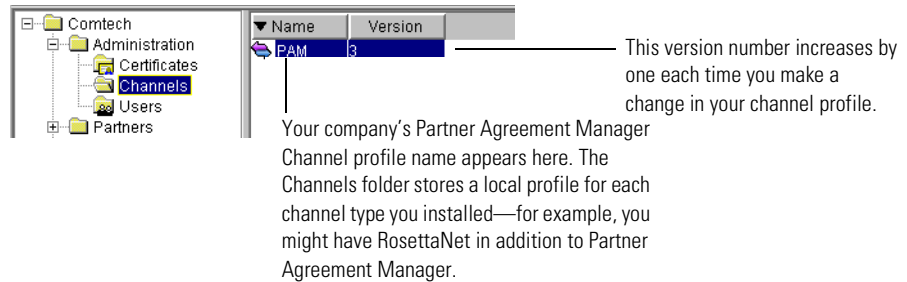 Comtech
Administration
Certificates
Channels
Users
Partners
Name Version
PAM 3
This version number increases by
one each time you make a
change in your channel profile.
Your company's Partner Agreement Manager
Channel profile name appears here. The
Channels folder stores a local profile for each
channel type you installed—for example, you
might have RosettaNet in addition to Partner
Agreement Manager.